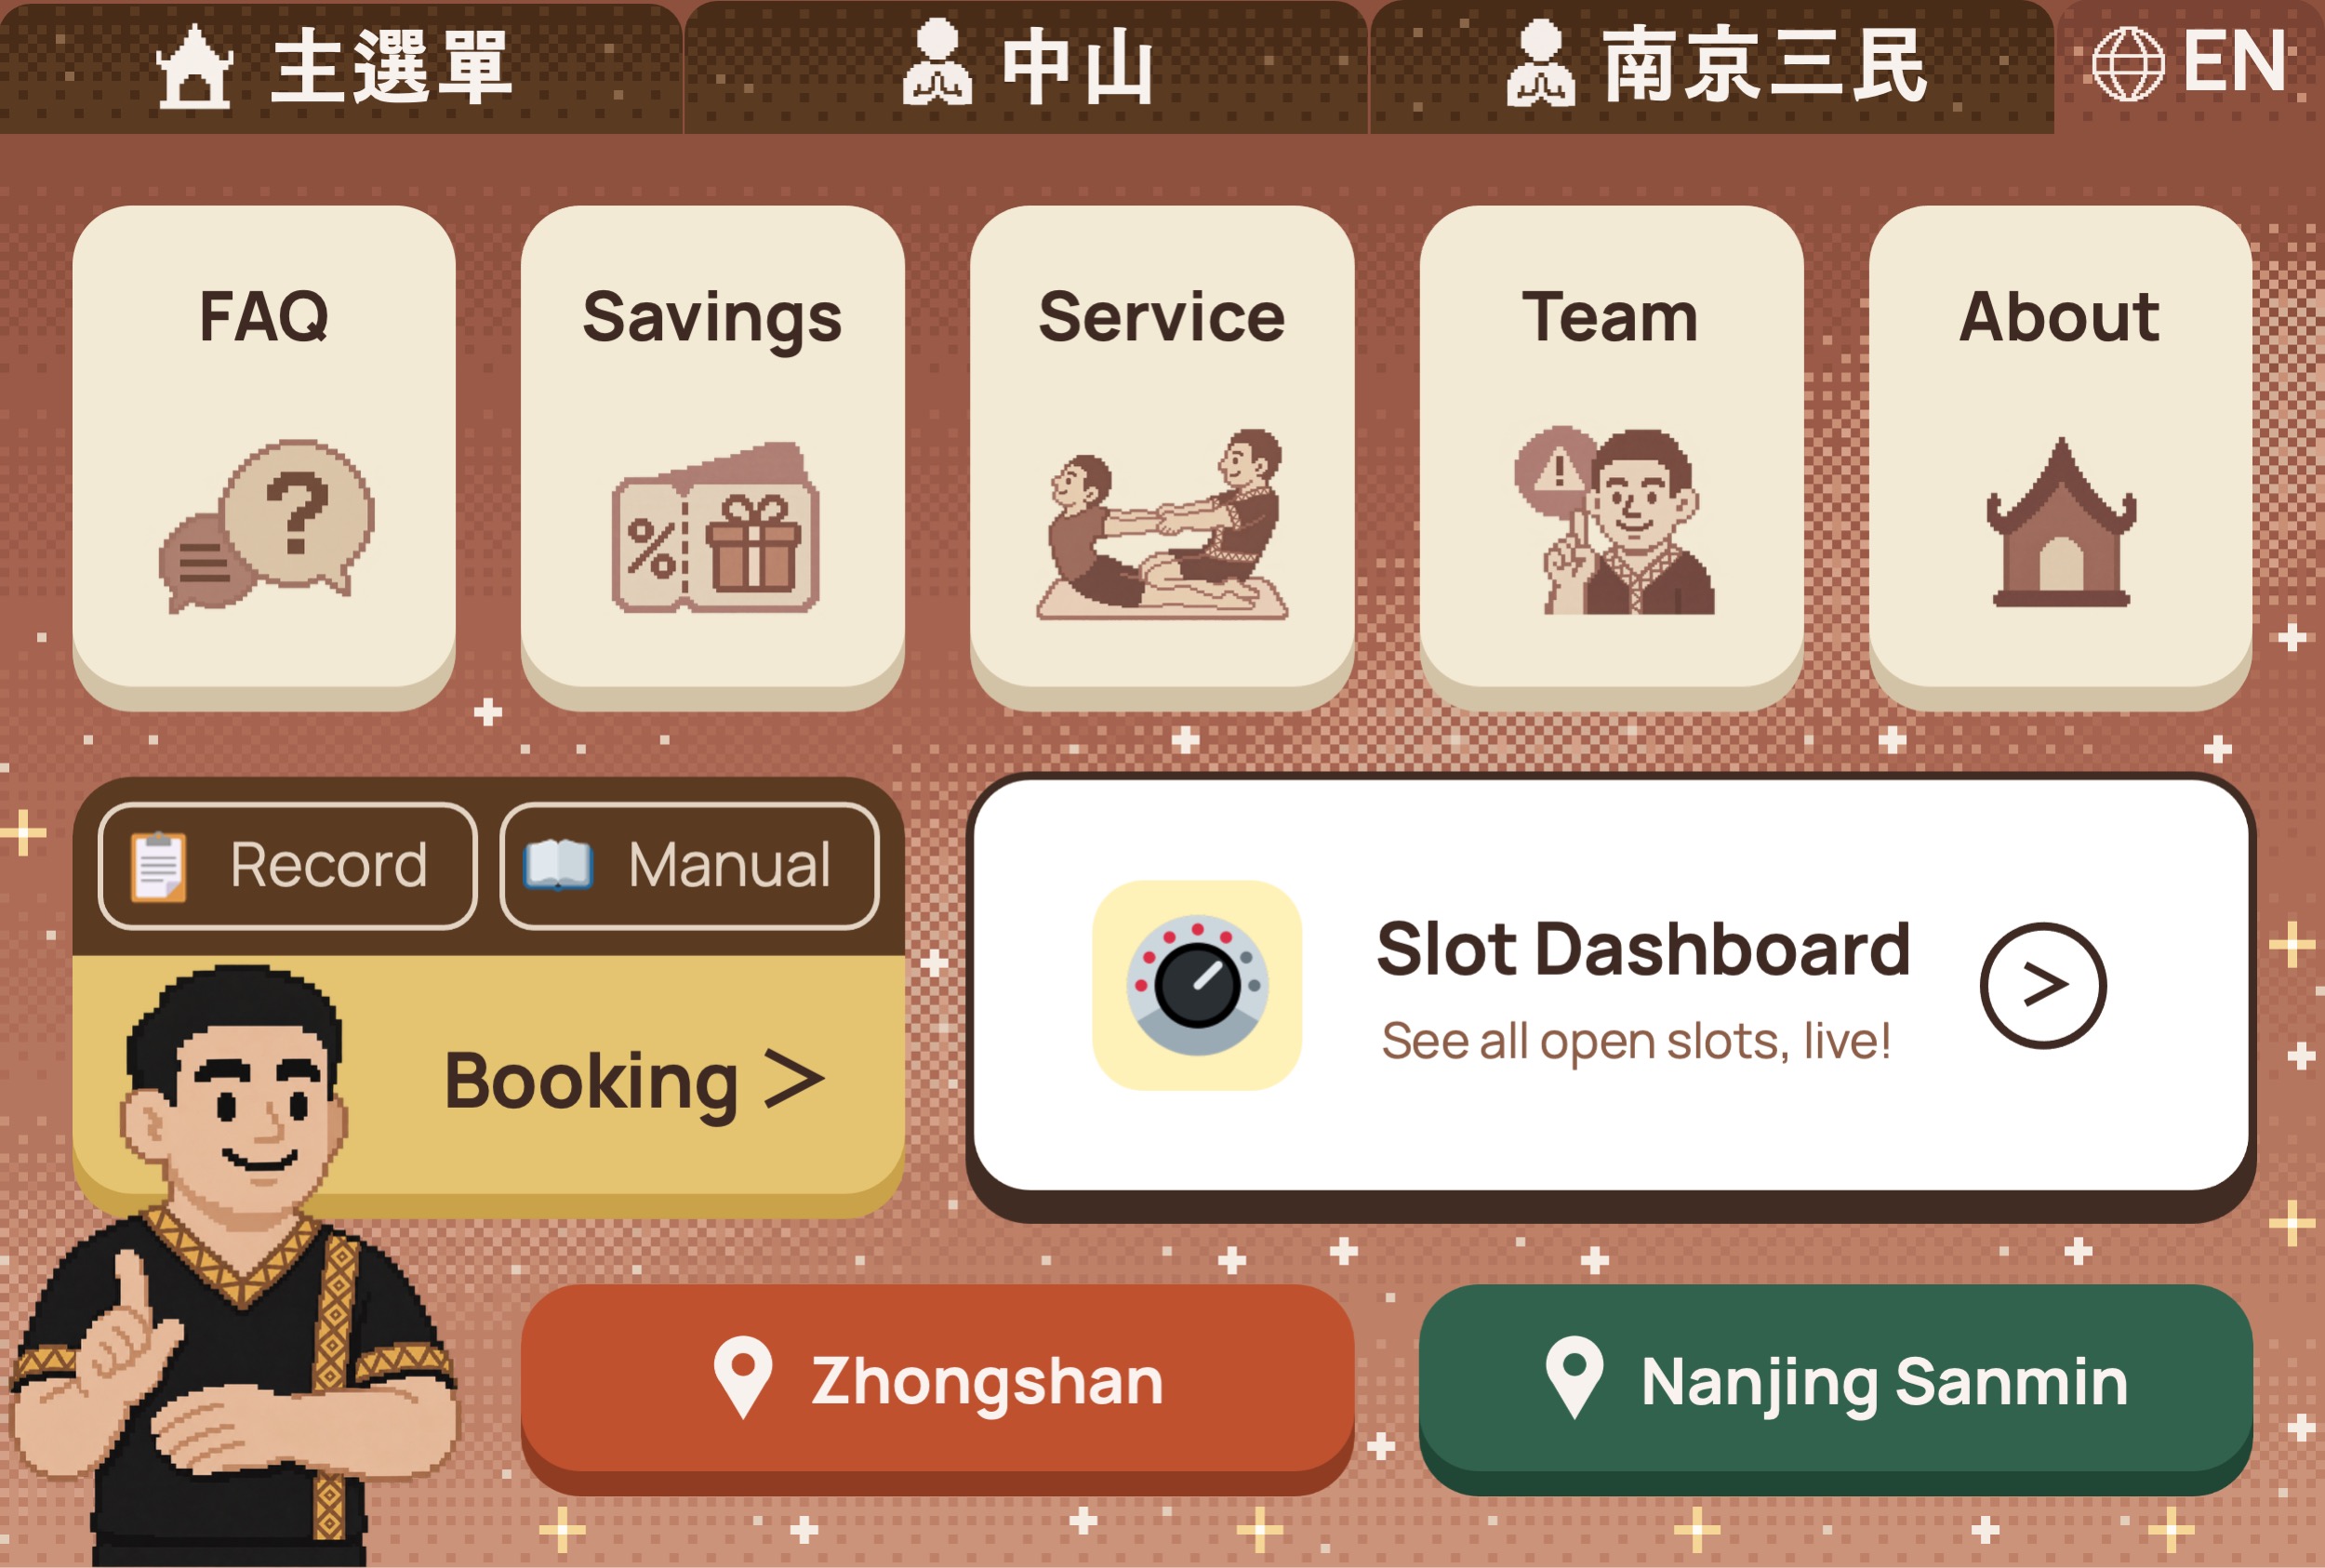 主選單
中山
南京三民
EN
FAQ
Savings
Service
Team
About
Record
Manual
Booking >
Slot Dashboard
See all open slots, live!
Zhongshan
Nanjing Sanmin